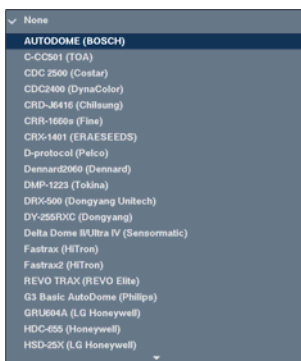 None
AUTODOME (BOSCH)
C-CC501 (TOA)
CDC 2500 (Costar)
CDC2400 (DynaColor)
CRD-J6416 (Chilsung)
CRR-1660s (Fine)
CRX-1401 (ERAESEEDS)
D-protocol (Pelco)
Dennard2060 (Dennard)
DMP-1223 (Tokina)
DRX-500 (Dongyang Unitech)
DY-255RXC (Dongyang)
Delta Dome II/Ultra IV (Sensormatic)
Fastrax (HiTron)
Fastrax2 (HiTron)
REVO TRAX (REVO Elite)
G3 Basic AutoDome (Philips)
GRU604A (LG Honeywell)
HDC-655 (Honeywell)
HSD-25X (LG Honeywell)